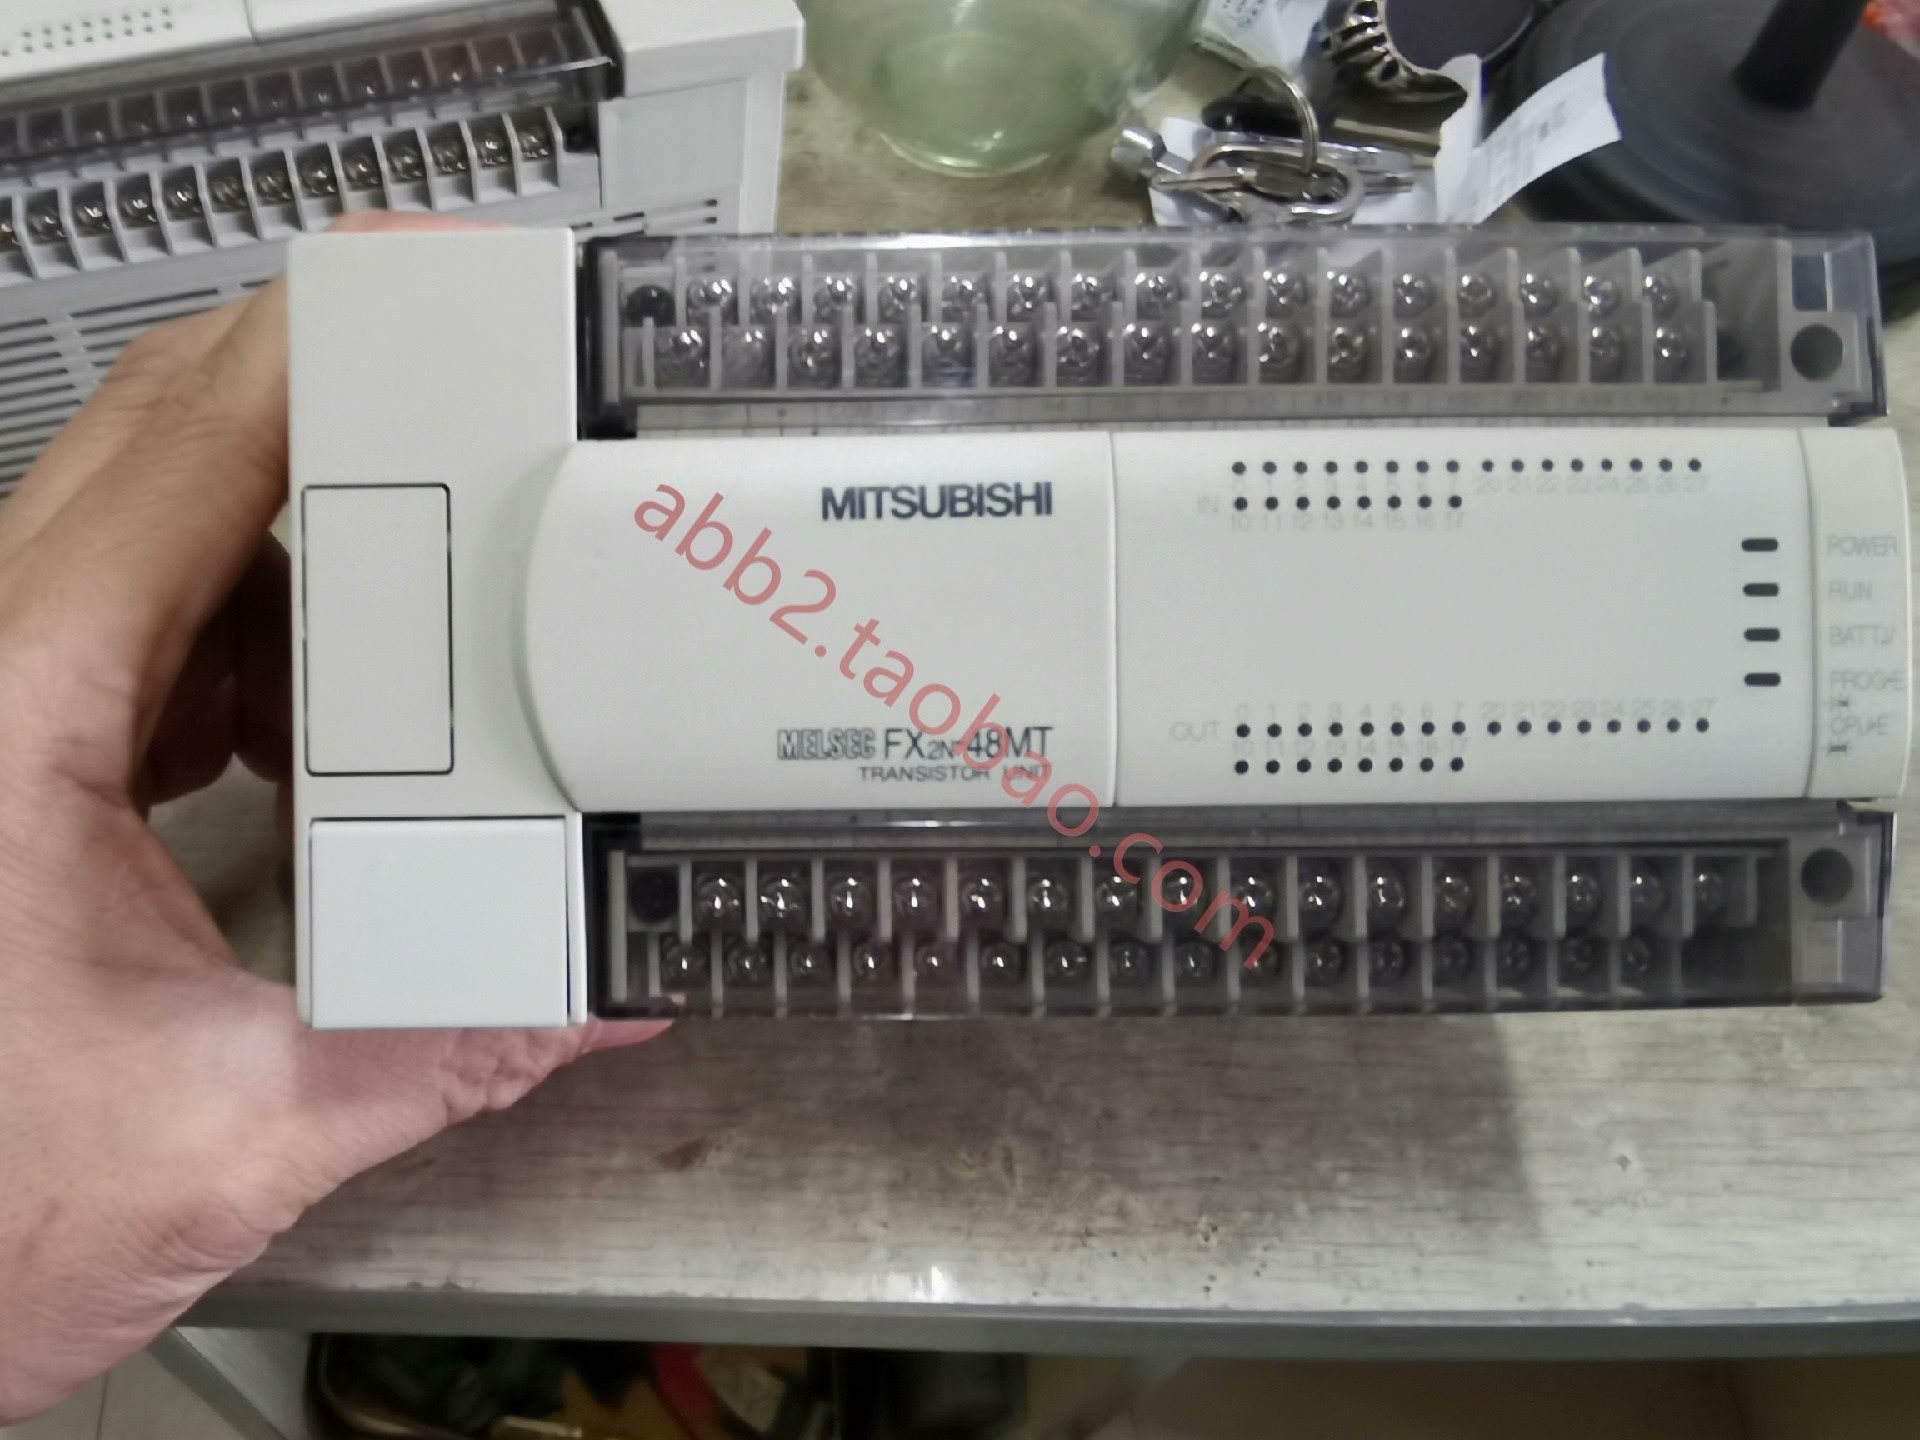 MITSUBISHI
0 1 2 3 4 5 6 7 20 21 22 23 24 25 26 27
IN
10 11 12 13 14 15 16 17
POWER
RUN
BATT.V
PROG-E
CPU-E
MELSEC FX2N-48MT
TRANSISTOR UNIT
OUT
0 1 2 3 4 5 6 7 20 21 22 23 24 25 26 27
10 11 12 13 14 15 16 17
abb2.taobao.com